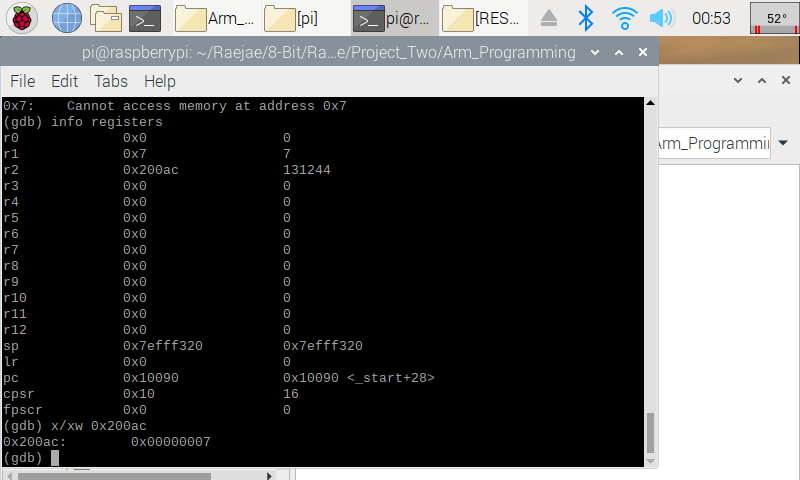 Arm_... [pi] pi@r... [RES... 00:53 52°
pi@raspberrypi: ~/Raejae/8-Bit/Ra...e/Project_Two/Arm_Programming
File Edit Tabs Help
0x7: Cannot access memory at address 0x7
(gdb) info registers
r0 0x0 0
r1 0x7 7
r2 0x200ac 131244
r3 0x0 0
r4 0x0 0
r5 0x0 0
r6 0x0 0
r7 0x0 0
r8 0x0 0
r9 0x0 0
r10 0x0 0
r11 0x0 0
r12 0x0 0
sp 0x7efff320 0x7efff320
lr 0x0 0
pc 0x10090 0x10090 <_start+28>
cpsr 0x10 16
fpscr 0x0 0
(gdb) x/xw 0x200ac
0x200ac: 0x00000007
(gdb)
Arm_Programmin